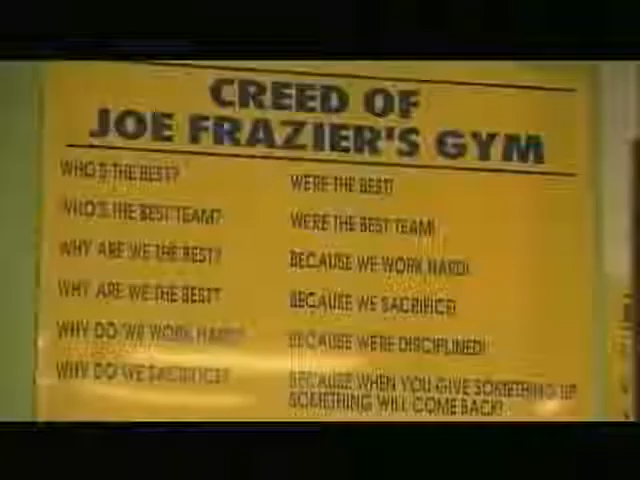 CREED OF
JOE FRAZIER'S GYM
WHO'S THE BEST? WE'RE THE BEST!
WHO'S THE BEST TEAM? WE'RE THE BEST TEAM!
WHY ARE WE THE BEST? BECAUSE WE WORK HARD!
WHY ARE WE THE BEST? BECAUSE WE SACRIFICE!
WHY DO WE WORK HARD? BECAUSE WE'RE DISCIPLINED!
WHY DO WE SACRIFICE? BECAUSE WHEN YOU GIVE SOMETHING UP
SOMETHING WILL COME BACK!